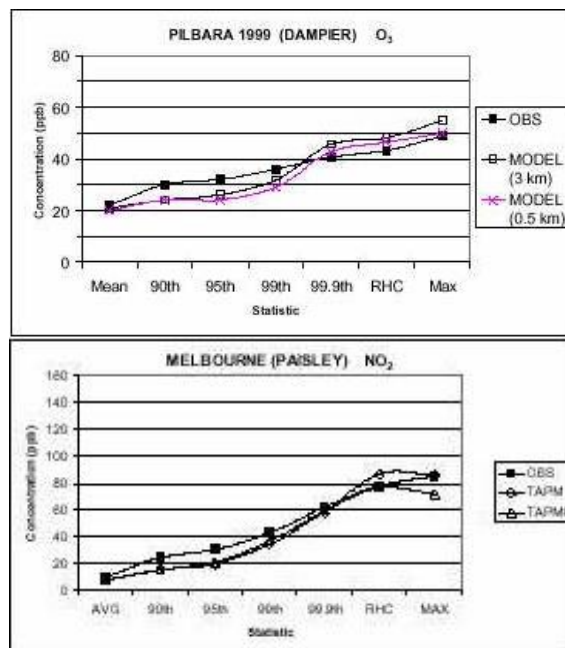 PILBARA 1999 (DAMPIER) O₃
80
60
40
20
0
Concentration (ppb)
Mean 90th 95th 99th 99.9th RHC Max
Statistic
OBS
MODEL
(3 km)
MODEL
(0.5 km)
MELBOURNE (PAISLEY) NO₂
160
140
120
100
80
60
40
20
0
Concentration (ppb)
AVG 90th 95th 99th 99.9th RHC MAX
Statistic
OBS
TAPM